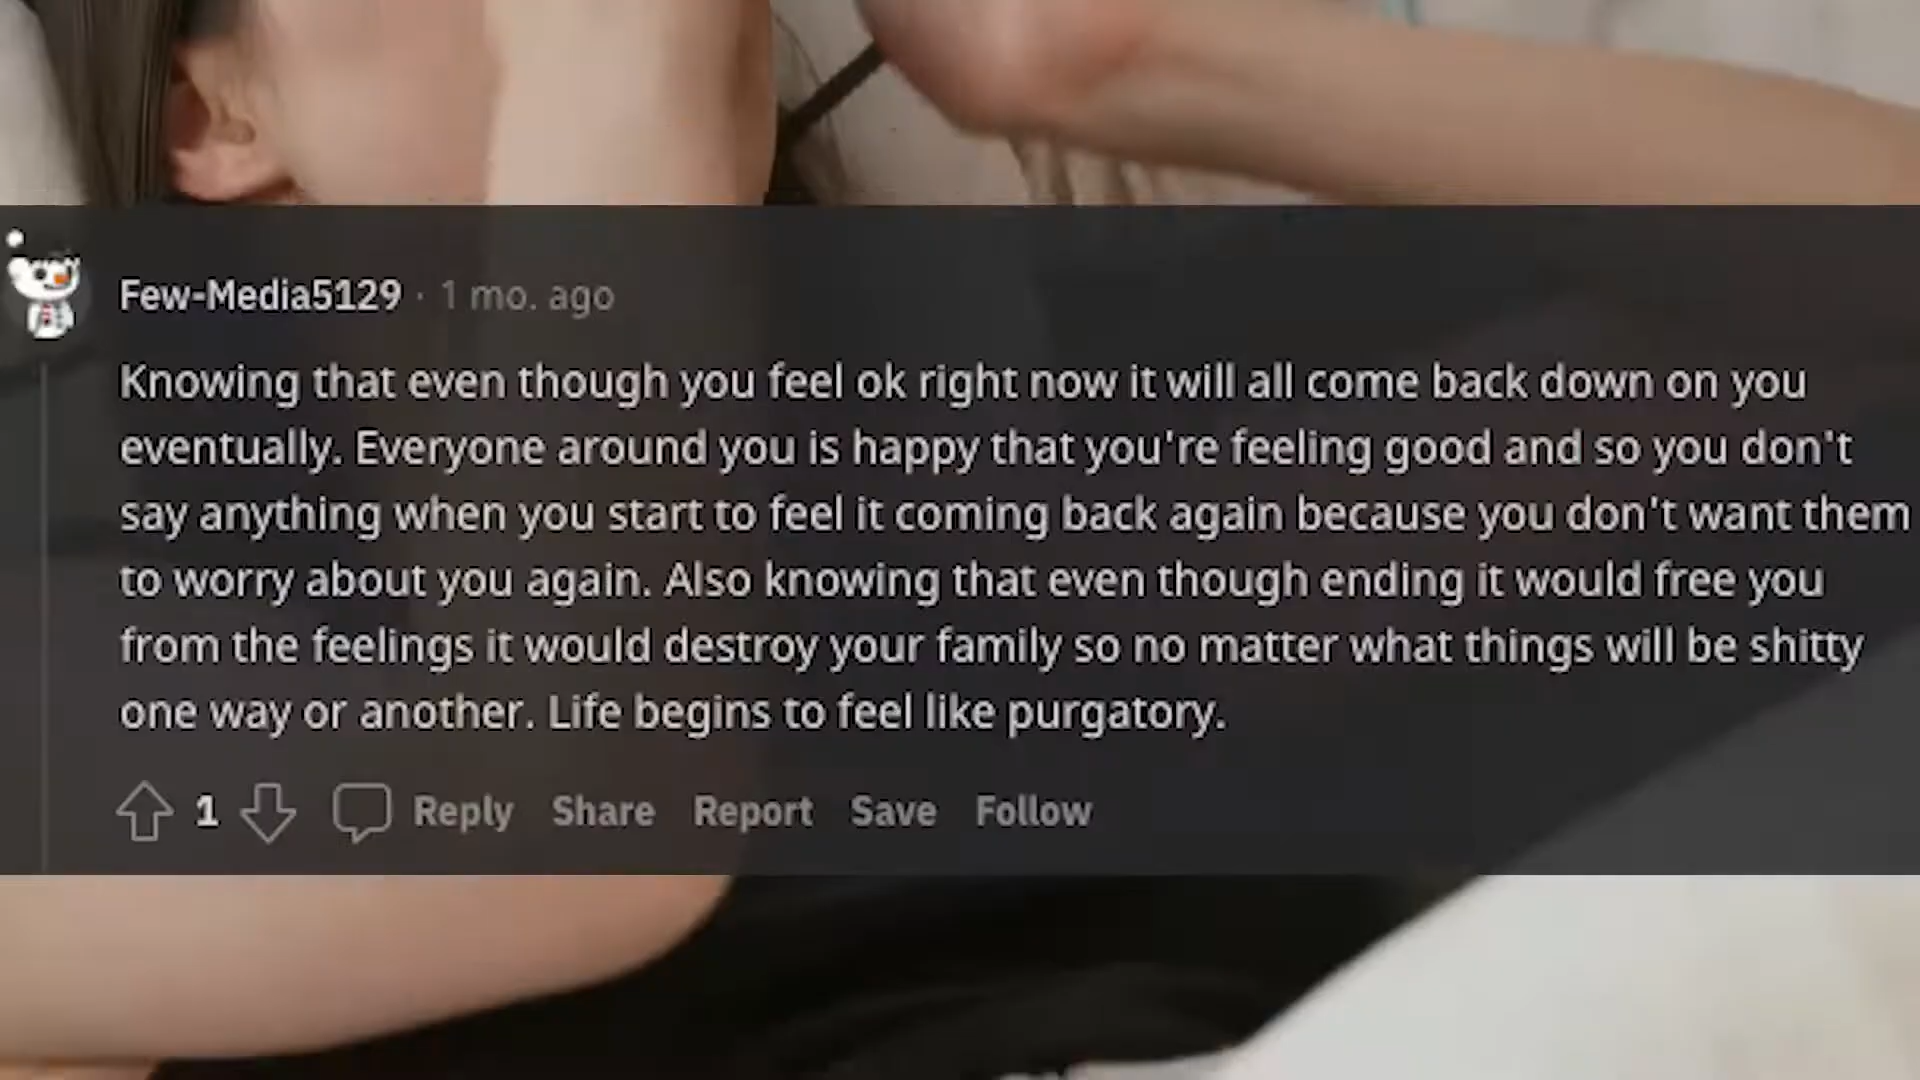 Few-Media5129 · 1 mo. ago
Knowing that even though you feel ok right now it will all come back down on you
eventually. Everyone around you is happy that you're feeling good and so you don't
say anything when you start to feel it coming back again because you don't want them
to worry about you again. Also knowing that even though ending it would free you
from the feelings it would destroy your family so no matter what things will be shitty
one way or another. Life begins to feel like purgatory.
1 Reply Share Report Save Follow